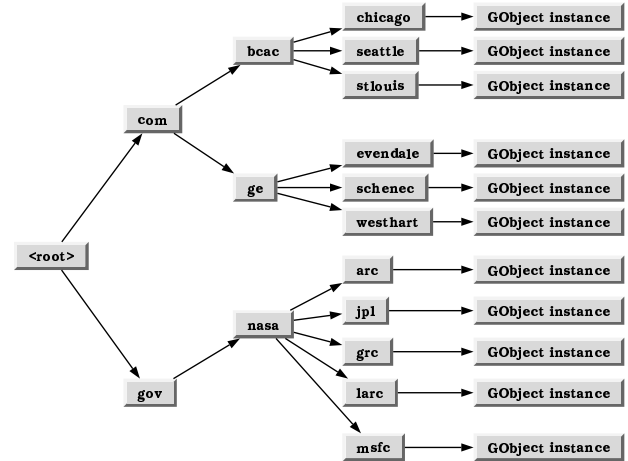 chicago GObject instance
bcac seattle GObject instance
stlouis GObject instance
com
evendale GObject instance
ge schenec GObject instance
westhart GObject instance
<root>
arc GObject instance
jpl GObject instance
nasa
grc GObject instance
gov larc GObject instance
msfc GObject instance